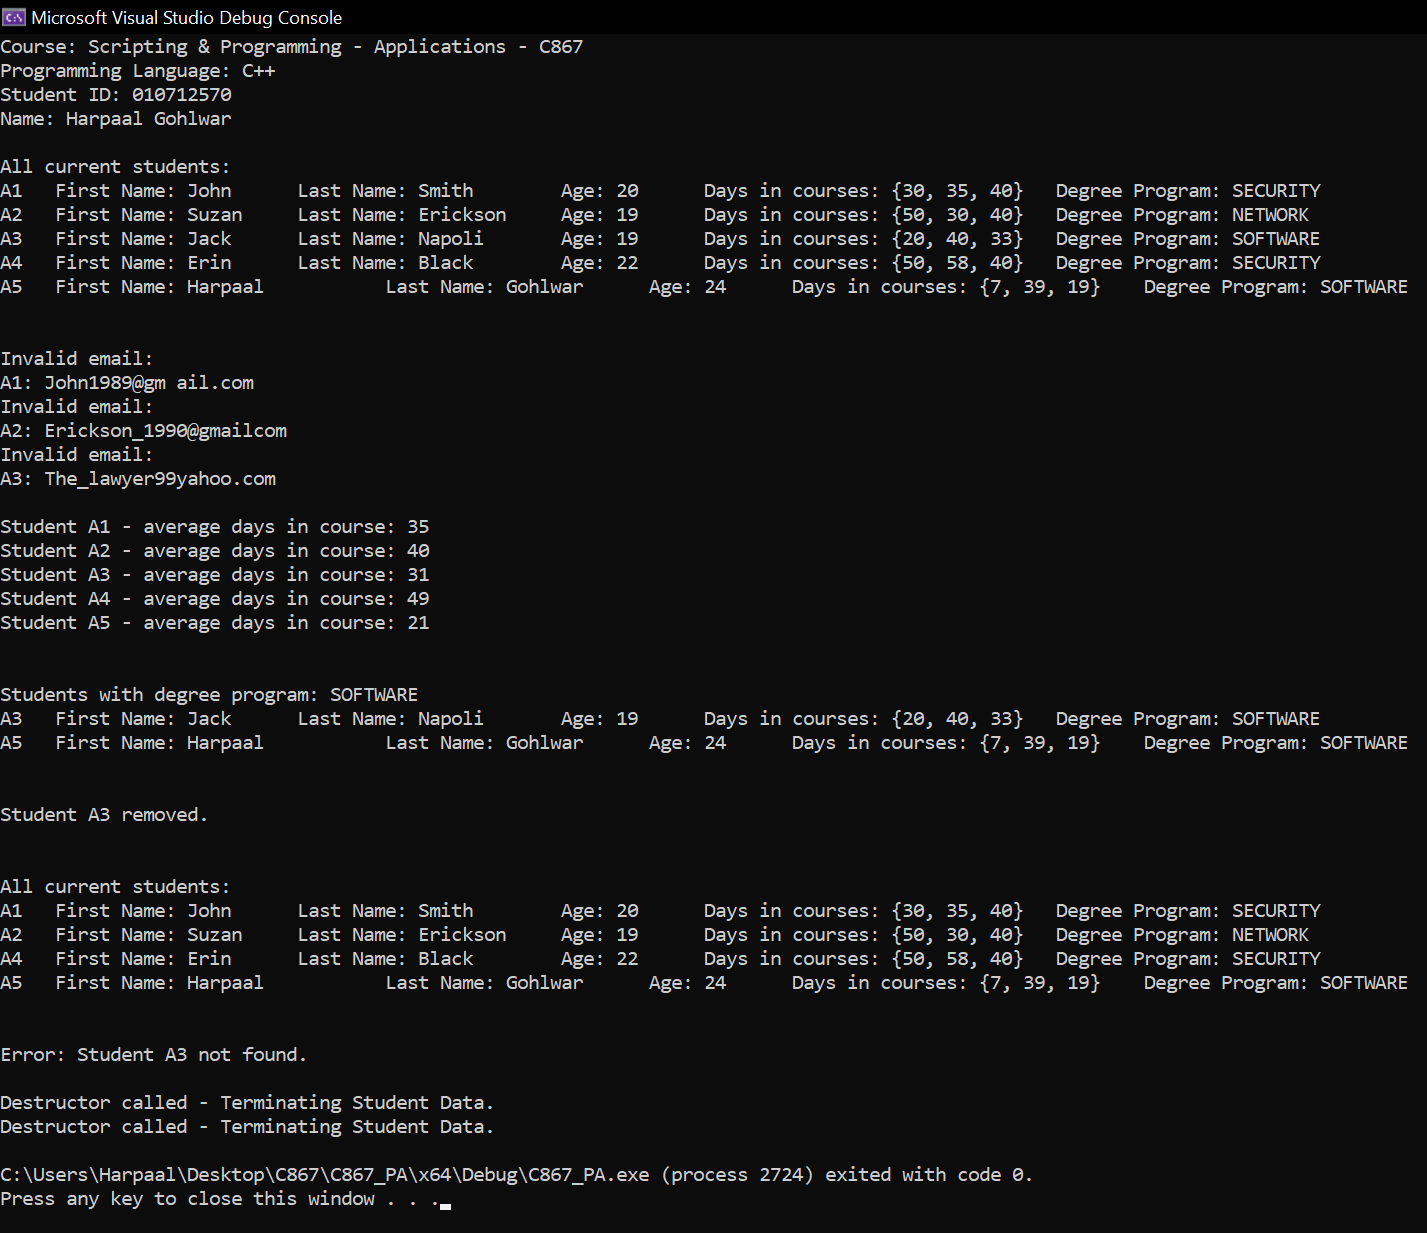 Microsoft Visual Studio Debug Console
Course: Scripting & Programming - Applications - C867
Programming Language: C++
Student ID: 010712570
Name: Harpaal Gohlwar
All current students:
A1   First Name: John      Last Name: Smith        Age: 20      Days in courses: {30, 35, 40}   Degree Program: SECURITY
A2   First Name: Suzan     Last Name: Erickson     Age: 19      Days in courses: {50, 30, 40}   Degree Program: NETWORK
A3   First Name: Jack      Last Name: Napoli       Age: 19      Days in courses: {20, 40, 33}   Degree Program: SOFTWARE
A4   First Name: Erin      Last Name: Black        Age: 22      Days in courses: {50, 58, 40}   Degree Program: SECURITY
A5   First Name: Harpaal           Last Name: Gohlwar      Age: 24      Days in courses: {7, 39, 19}    Degree Program: SOFTWARE
Invalid email:
A1: John1989@gm ail.com
Invalid email:
A2: Erickson_1990@gmailcom
Invalid email:
A3: The_lawyer99yahoo.com
Student A1 - average days in course: 35
Student A2 - average days in course: 40
Student A3 - average days in course: 31
Student A4 - average days in course: 49
Student A5 - average days in course: 21
Students with degree program: SOFTWARE
A3   First Name: Jack      Last Name: Napoli       Age: 19      Days in courses: {20, 40, 33}   Degree Program: SOFTWARE
A5   First Name: Harpaal           Last Name: Gohlwar      Age: 24      Days in courses: {7, 39, 19}    Degree Program: SOFTWARE
Student A3 removed.
All current students:
A1   First Name: John      Last Name: Smith        Age: 20      Days in courses: {30, 35, 40}   Degree Program: SECURITY
A2   First Name: Suzan     Last Name: Erickson     Age: 19      Days in courses: {50, 30, 40}   Degree Program: NETWORK
A4   First Name: Erin      Last Name: Black        Age: 22      Days in courses: {50, 58, 40}   Degree Program: SECURITY
A5   First Name: Harpaal           Last Name: Gohlwar      Age: 24      Days in courses: {7, 39, 19}    Degree Program: SOFTWARE
Error: Student A3 not found.
Destructor called - Terminating Student Data.
Destructor called - Terminating Student Data.
C:\Users\Harpaal\Desktop\C867\C867_PA\x64\Debug\C867_PA.exe (process 2724) exited with code 0.
Press any key to close this window . . .